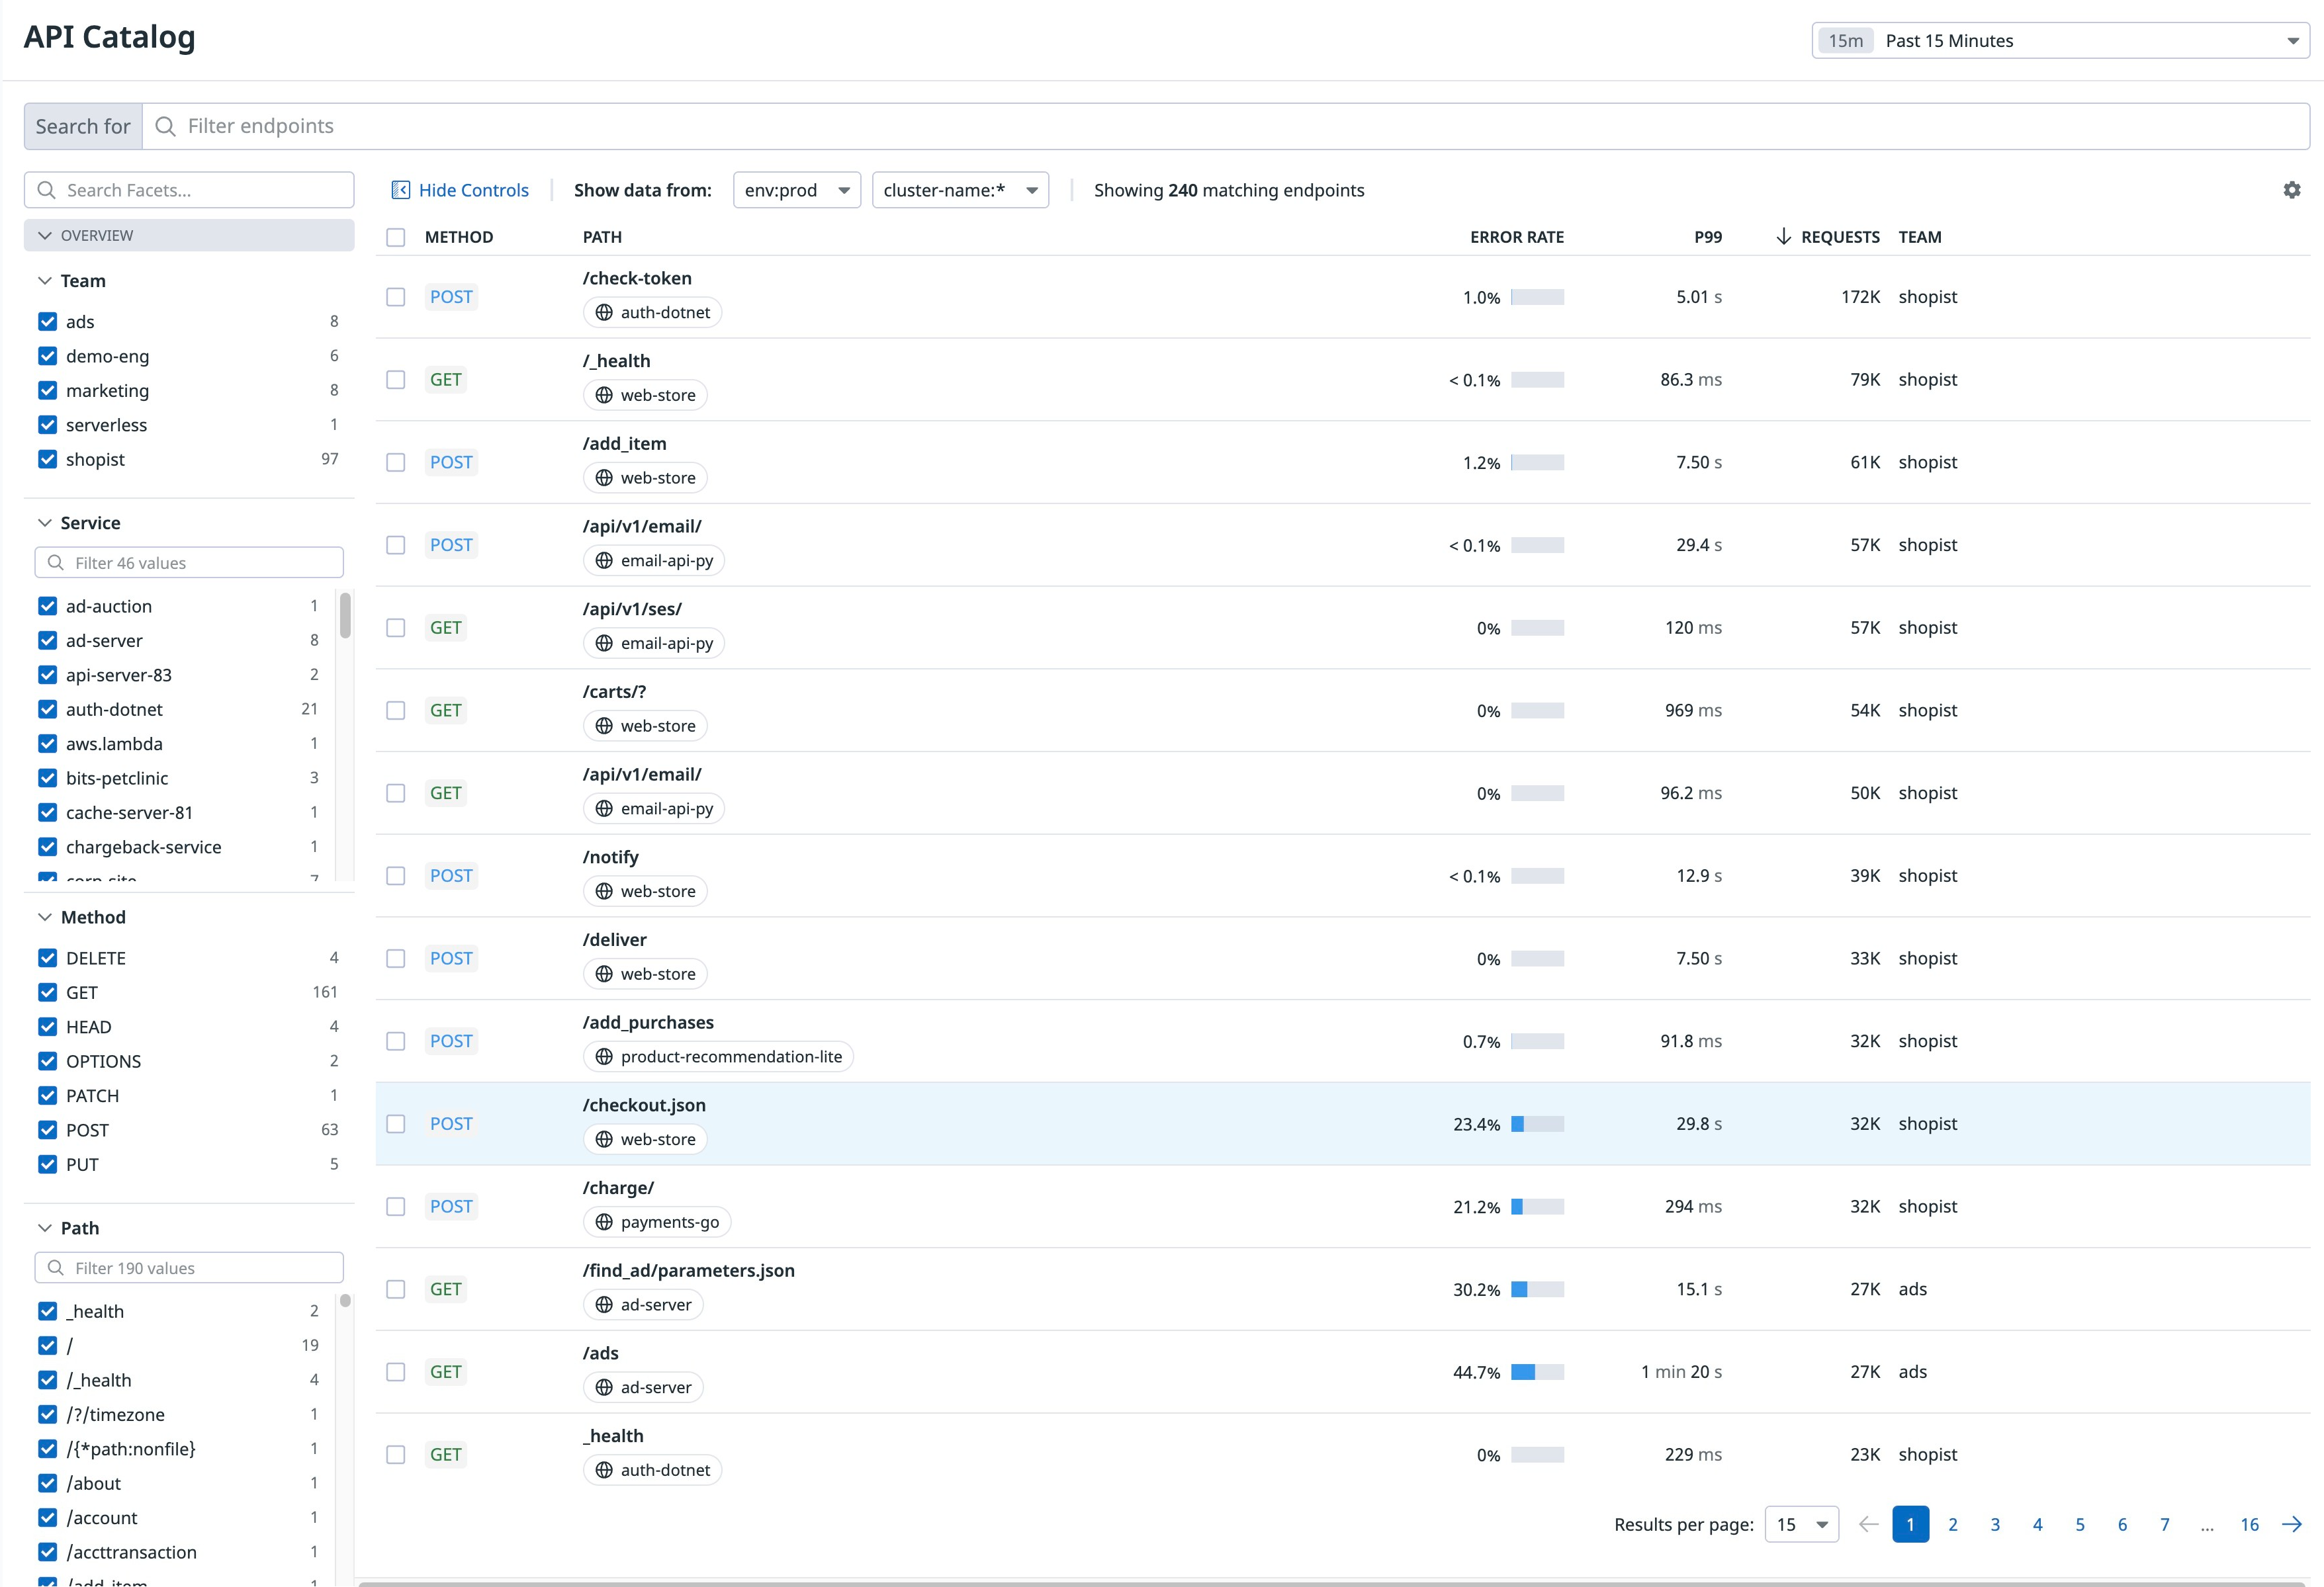 API Catalog
15m Past 15 Minutes
Search for Filter endpoints
Search Facets...
Hide Controls Show data from: env:prod cluster-name:* Showing 240 matching endpoints
OVERVIEW
Team
ads 8
demo-eng 6
marketing 8
serverless 1
shopist 97
Service
Filter 46 values
ad-auction 1
ad-server 8
api-server-83 2
auth-dotnet 21
aws.lambda 1
bits-petclinic 3
cache-server-81 1
chargeback-service 1
corp-site 7
Method
DELETE 4
GET 161
HEAD 4
OPTIONS 2
PATCH 1
POST 63
PUT 5
Path
Filter 190 values
_health 2
/ 19
/_health 4
/?/timezone 1
/{*path:nonfile} 1
/about 1
/account 1
/accttransaction 1
/add_item 1
METHOD PATH ERROR RATE P99 REQUESTS TEAM
/check-token
POST 1.0% 5.01 s 172K shopist
auth-dotnet
/_health
GET < 0.1% 86.3 ms 79K shopist
web-store
/add_item
POST 1.2% 7.50 s 61K shopist
web-store
/api/v1/email/
POST < 0.1% 29.4 s 57K shopist
email-api-py
/api/v1/ses/
GET 0% 120 ms 57K shopist
email-api-py
/carts/?
GET 0% 969 ms 54K shopist
web-store
/api/v1/email/
GET 0% 96.2 ms 50K shopist
email-api-py
/notify
POST < 0.1% 12.9 s 39K shopist
web-store
/deliver
POST 0% 7.50 s 33K shopist
web-store
/add_purchases
POST 0.7% 91.8 ms 32K shopist
product-recommendation-lite
/checkout.json
POST 23.4% 29.8 s 32K shopist
web-store
/charge/
POST 21.2% 294 ms 32K shopist
payments-go
/find_ad/parameters.json
GET 30.2% 15.1 s 27K ads
ad-server
/ads
GET 44.7% 1 min 20 s 27K ads
ad-server
_health
GET 0% 229 ms 23K shopist
auth-dotnet
Results per page: 15 1 2 3 4 5 6 7 ... 16